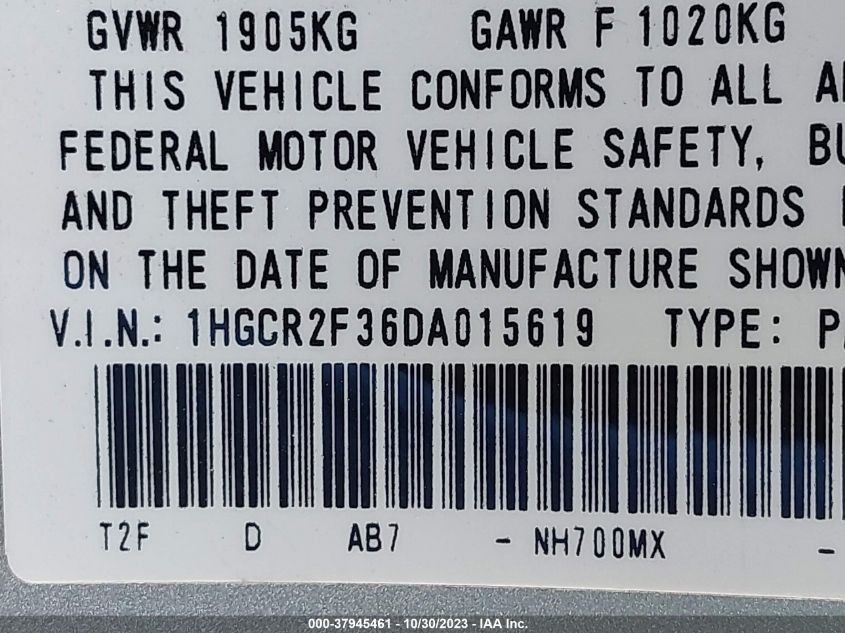 GVWR 1905KG GAWR F 1020KG
THIS VEHICLE CONFORMS TO ALL
FEDERAL MOTOR VEHICLE SAFETY,
AND THEFT PREVENTION STANDARDS
ON THE DATE OF MANUFACTURE SHOWN
V.I.N.: 1HGCR2F36DA015619 TYPE:
T2F D AB7 - NH700MX -
000-37945461 - 10/30/2023 - IAA Inc.